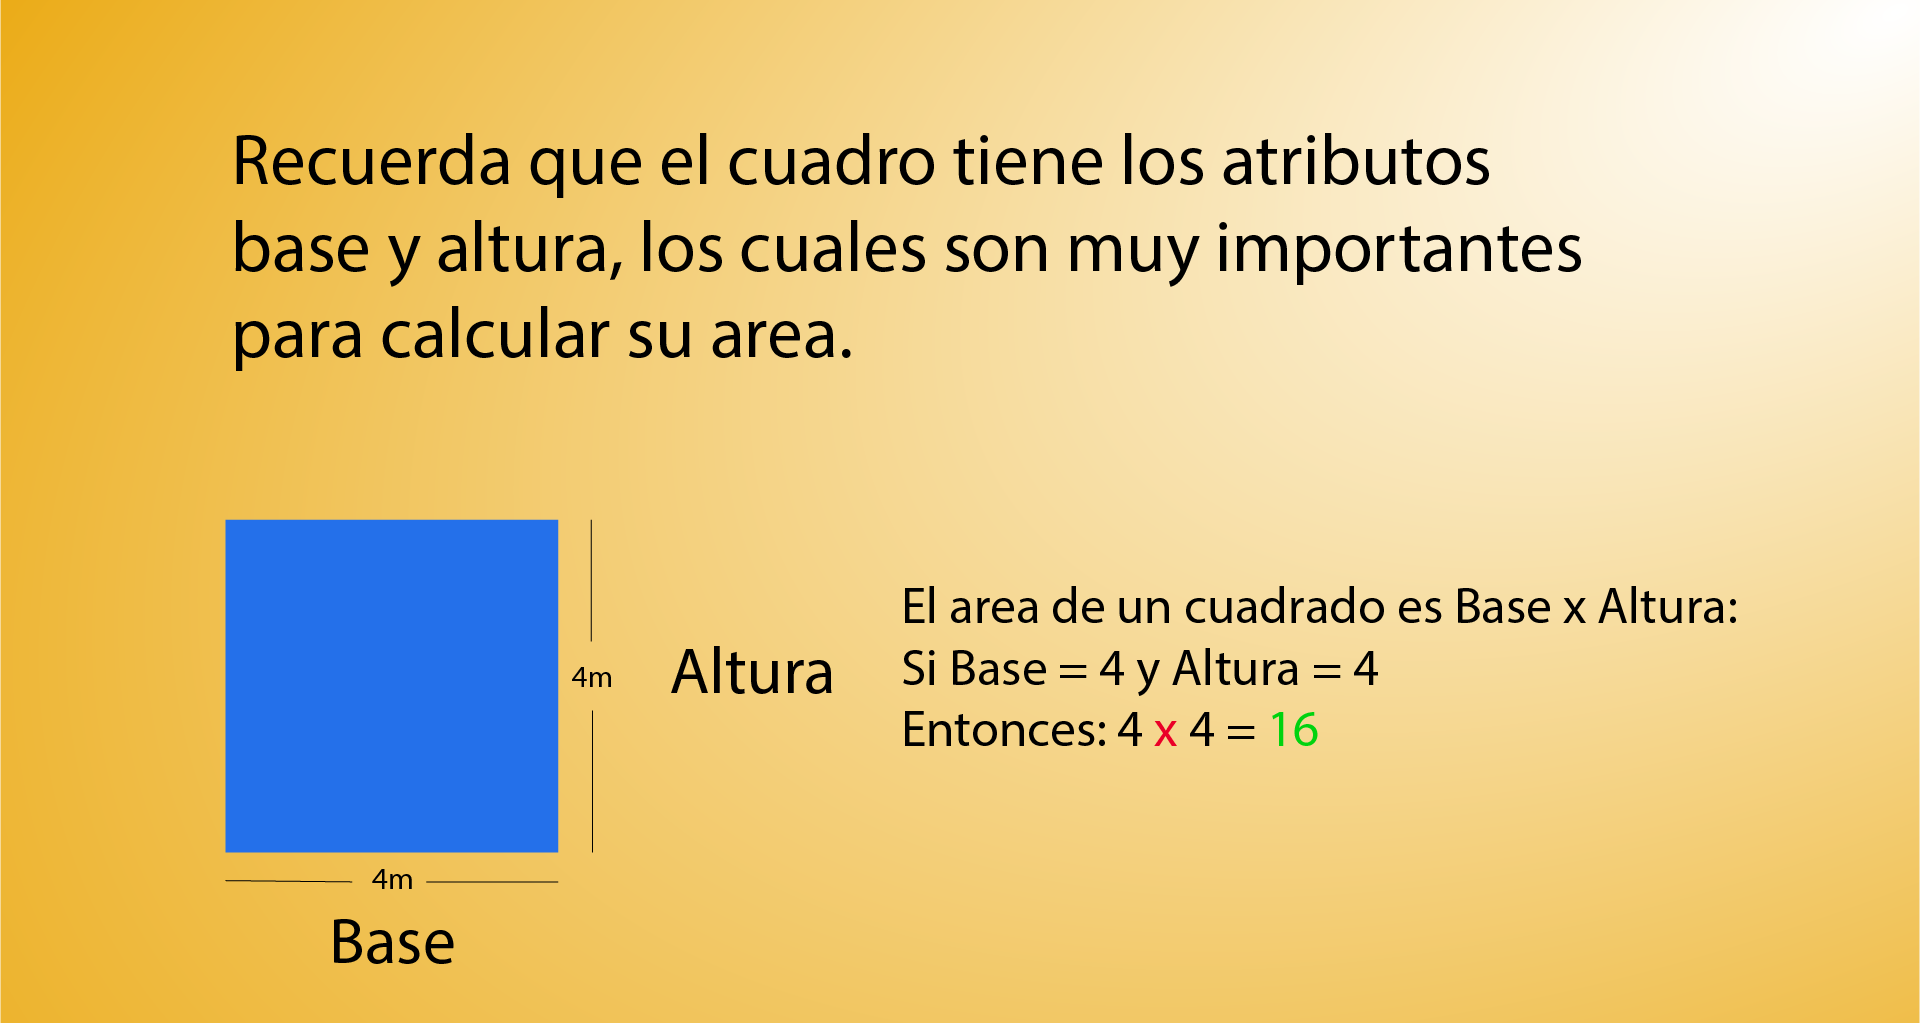 Recuerda que el cuadro tiene los atributos
base y altura, los cuales son muy importantes
para calcular su area.
4m
Altura
El area de un cuadrado es Base x Altura:
Si Base = 4 y Altura = 4
Entonces: 4 x 4 = 16
4m
Base